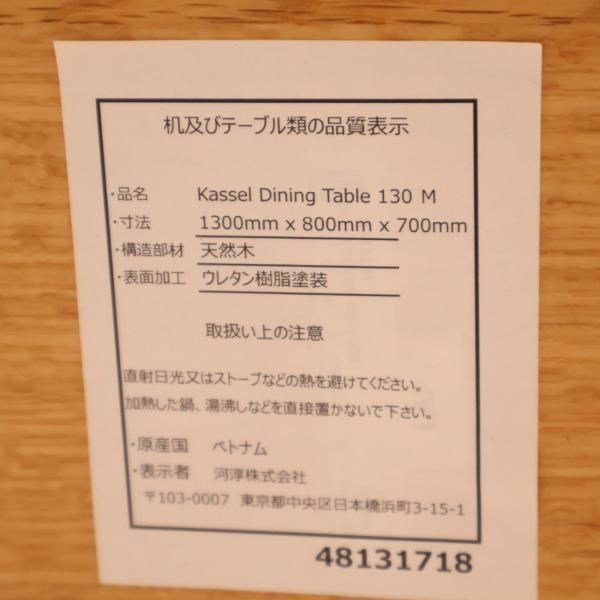 机及びテーブル類の品質表示
・品名 Kassel Dining Table 130 M
・寸法 1300mm x 800mm x 700mm
・構造部材 天然木
・表面加工 ウレタン樹脂塗装
取扱い上の注意
直射日光又はストーブなどの熱を避けてください。
加熱した鍋、湯沸しなどを直接置かないで下さい。
・原産国 ベトナム
・表示者 河淳株式会社
〒103-0007 東京都中央区日本橋浜町3-15-1
48131718